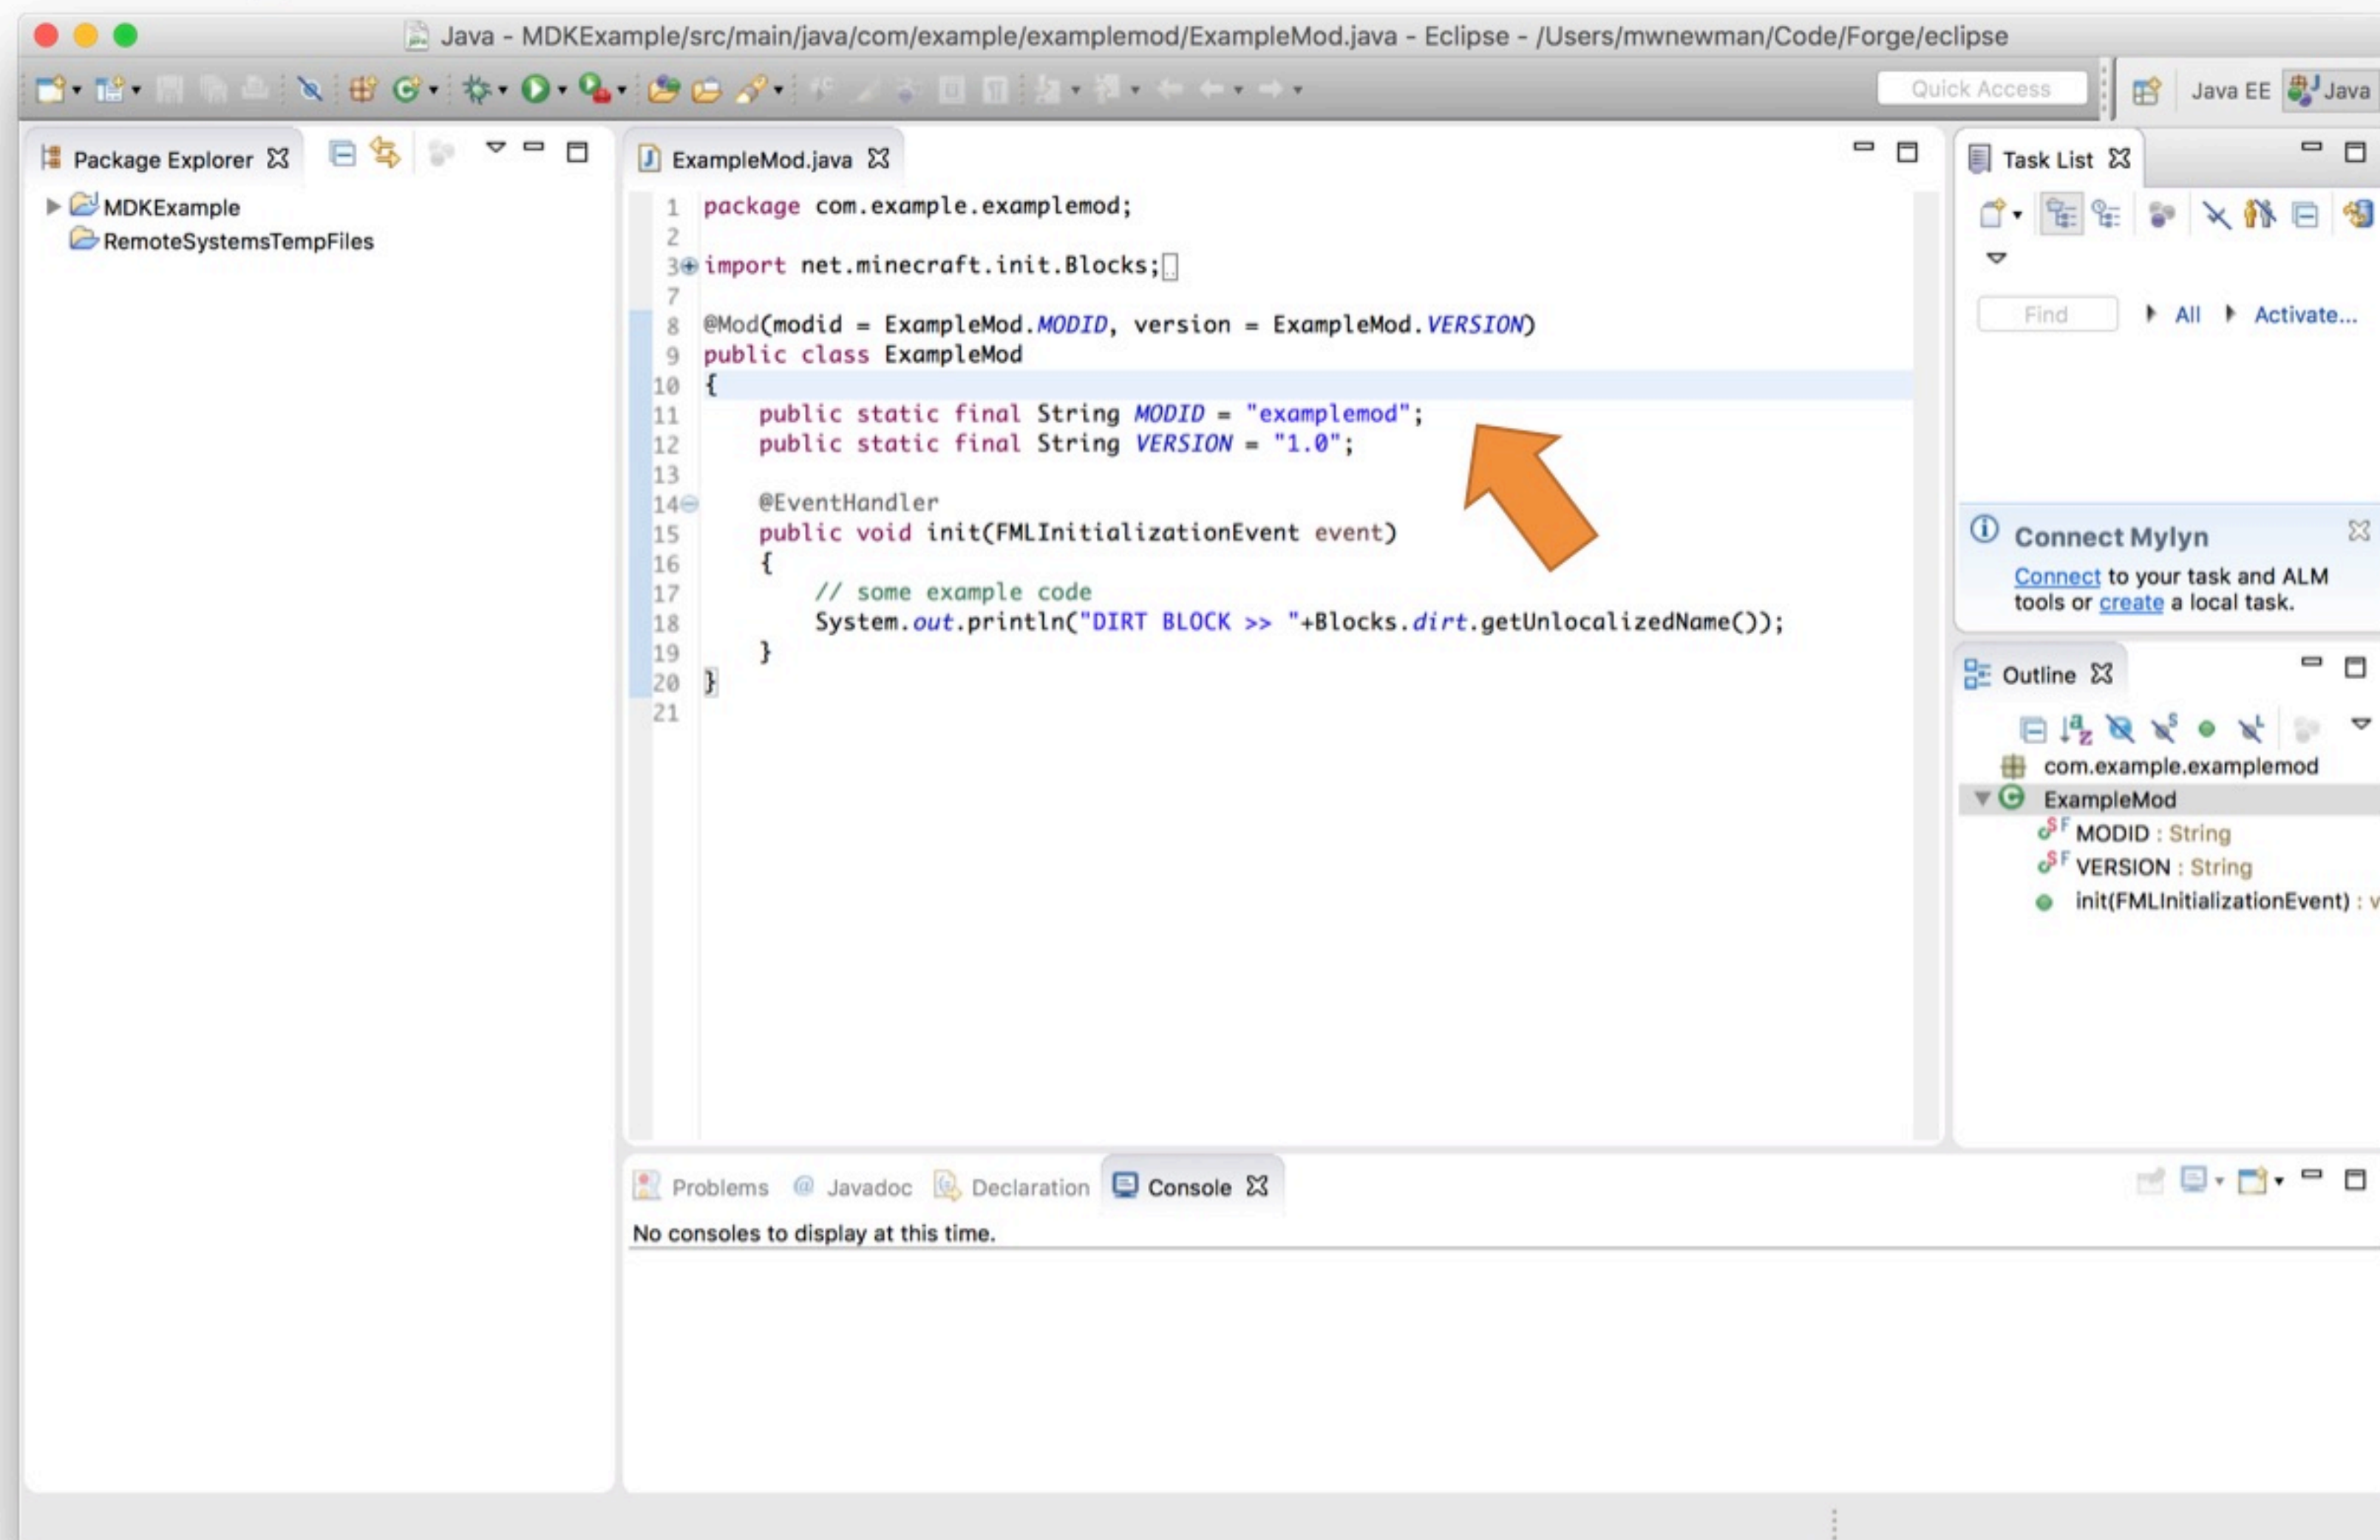 Java - MDKExample/src/main/java/com/example/examplemod/ExampleMod.java - Eclipse - /Users/mwnewman/Code/Forge/eclipse
Quick Access
Java EE
Java
Package Explorer
MDKExample
RemoteSystemsTempFiles
ExampleMod.java
1 package com.example.examplemod;
2
3 import net.minecraft.init.Blocks;
7
8 @Mod(modid = ExampleMod.MODID, version = ExampleMod.VERSION)
9 public class ExampleMod
10 {
11 public static final String MODID = "examplemod";
12 public static final String VERSION = "1.0";
13
14 @EventHandler
15 public void init(FMLInitializationEvent event)
16 {
17 // some example code
18 System.out.println("DIRT BLOCK >> "+Blocks.dirt.getUnlocalizedName());
19 }
20 }
21
Task List
Find
All
Activate...
Connect Mylyn
Connect to your task and ALM
tools or create a local task.
Outline
com.example.examplemod
ExampleMod
MODID : String
VERSION : String
init(FMLInitializationEvent) : v
Problems
@ Javadoc
Declaration
Console
No consoles to display at this time.